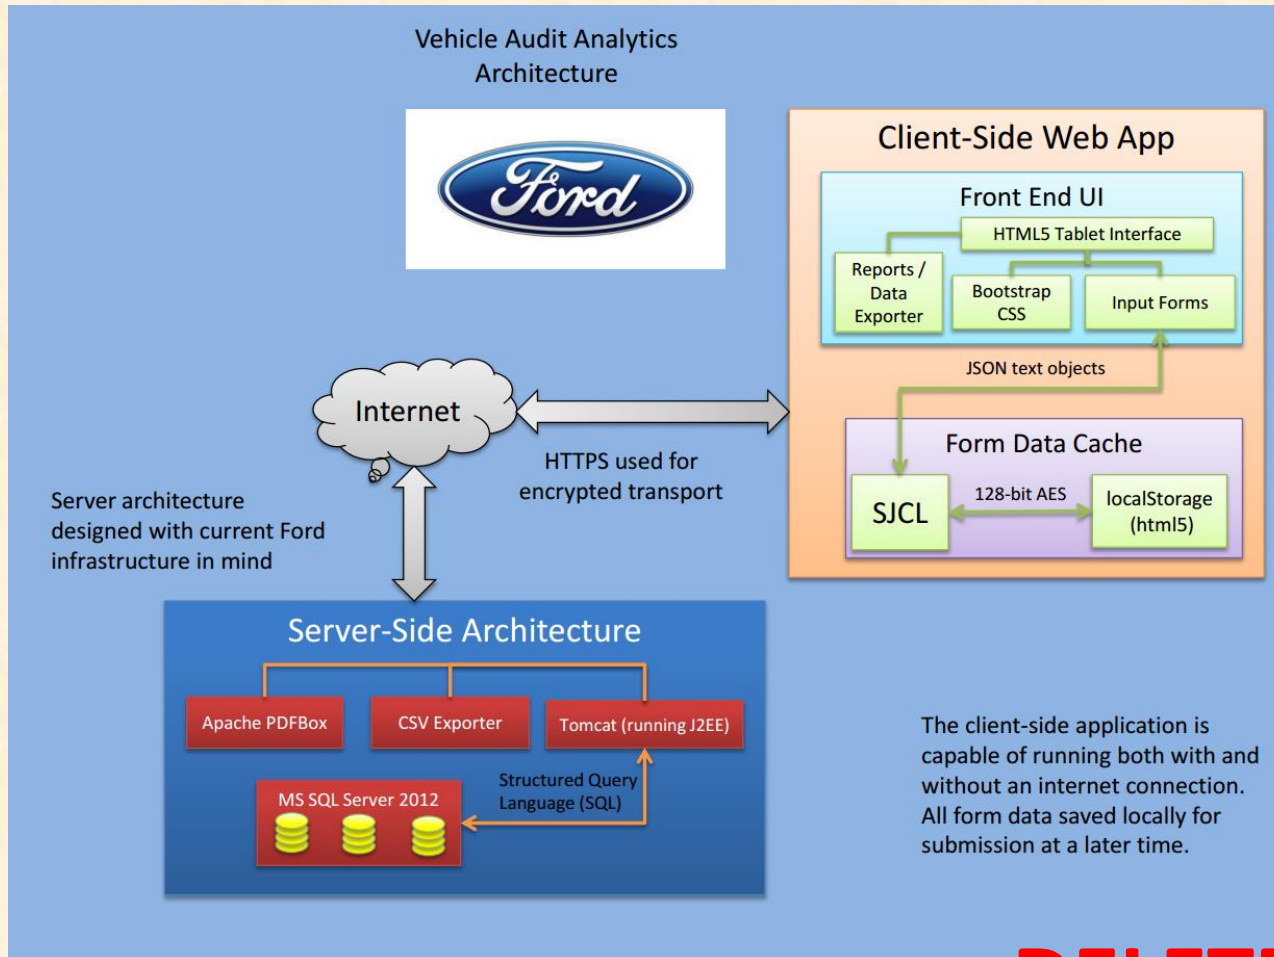 Vehicle Audit Analytics
Architecture
Ford
Client-Side Web App
Front End UI
HTML5 Tablet Interface
Reports /
Data
Exporter
Bootstrap
CSS
Input Forms
JSON text objects
Form Data Cache
SJCL
128-bit AES
localStorage
(html5)
Internet
HTTPS used for
encrypted transport
Server architecture
designed with current Ford
infrastructure in mind
Server-Side Architecture
Apache PDFBox
CSV Exporter
Tomcat (running J2EE)
Structured Query
Language (SQL)
MS SQL Server 2012
The client-side application is
capable of running both with and
without an internet connection.
All form data saved locally for
submission at a later time.